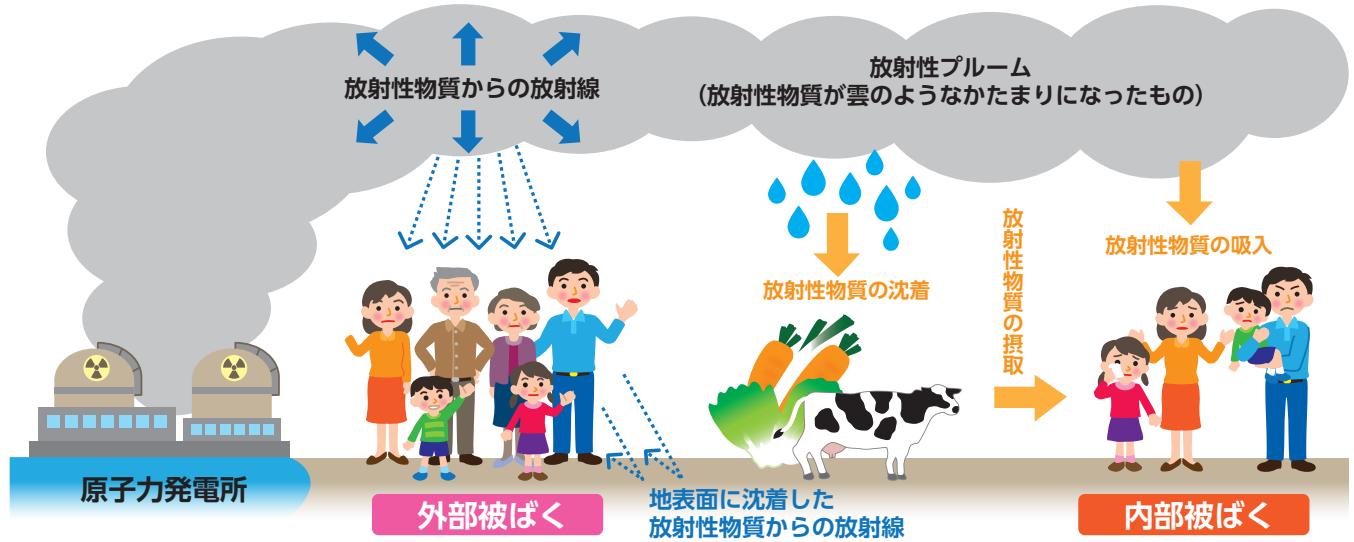 放射性物質からの放射線
放射性プルーム
（放射性物質が雲のようなかたまりになったもの）
放射性物質の沈着
放射性物質の摂取
放射性物質の吸入
原子力発電所
外部被ばく
地表面に沈着した
放射性物質からの放射線
内部被ばく